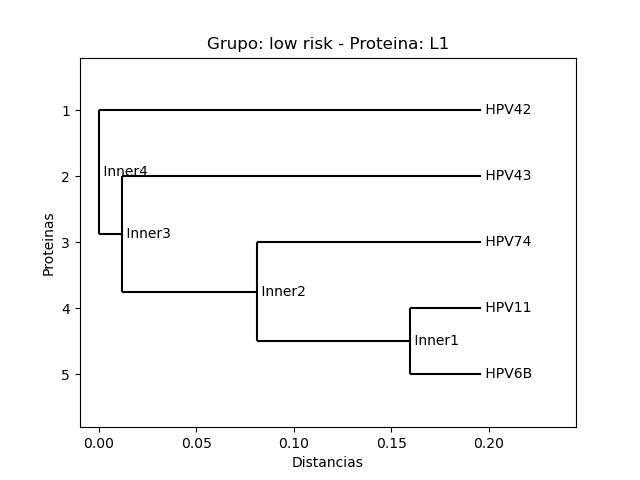 Grupo: low risk - Proteina: L1
1
HPV42
Inner4
2
HPV43
Inner3
3
HPV74
Inner2
4
HPV11
Inner1
5
HPV6B
Proteinas
0.00 0.05 0.10 0.15 0.20
Distancias